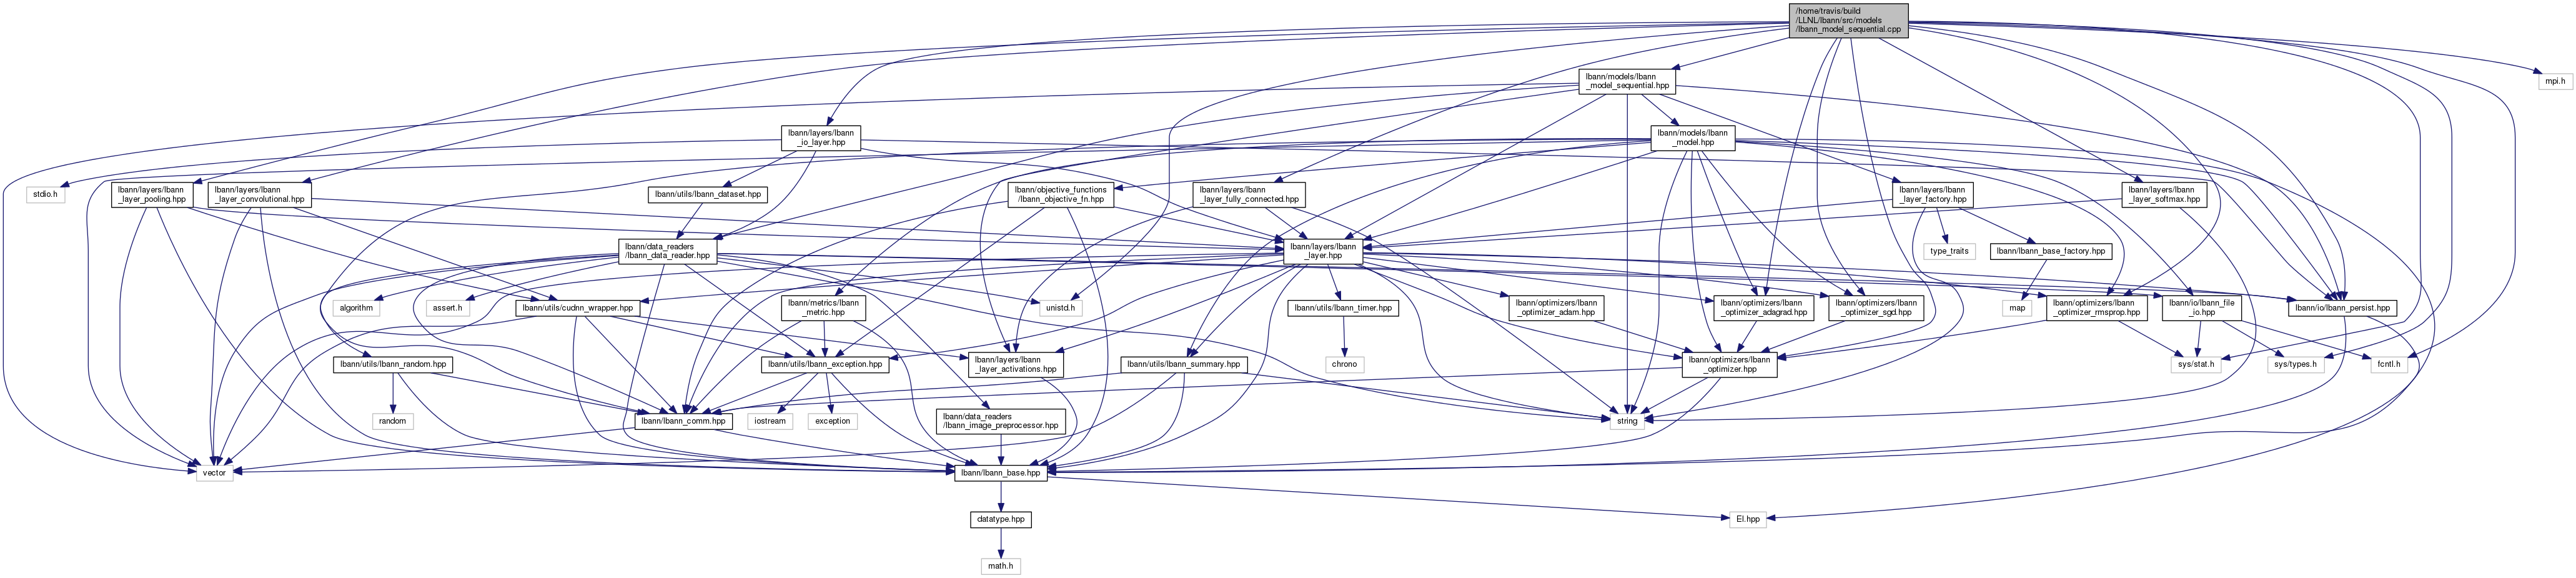 /home/travis/build
/LLNL/lbann/src/models
/lbann_model_sequential.cpp
lbann/models/lbann
_model_sequential.hpp
mpi.h
lbann/layers/lbann
_io_layer.hpp
lbann/models/lbann
_model.hpp
stdio.h
lbann/layers/lbann
_layer_pooling.hpp
lbann/layers/lbann
_layer_convolutional.hpp
lbann/utils/lbann_dataset.hpp
lbann/objective_functions
/lbann_objective_fn.hpp
lbann/layers/lbann
_layer_fully_connected.hpp
lbann/layers/lbann
_layer_factory.hpp
lbann/layers/lbann
_layer_softmax.hpp
lbann/data_readers
/lbann_data_reader.hpp
lbann/layers/lbann
_layer.hpp
type_traits
lbann/lbann_base_factory.hpp
algorithm
assert.h
lbann/utils/cudnn_wrapper.hpp
lbann/metrics/lbann
_metric.hpp
unistd.h
lbann/utils/lbann_timer.hpp
lbann/optimizers/lbann
_optimizer_adam.hpp
lbann/optimizers/lbann
_optimizer_adagrad.hpp
lbann/optimizers/lbann
_optimizer_sgd.hpp
map
lbann/optimizers/lbann
_optimizer_rmsprop.hpp
lbann/io/lbann_file
_io.hpp
lbann/io/lbann_persist.hpp
lbann/utils/lbann_random.hpp
lbann/utils/lbann_exception.hpp
lbann/layers/lbann
_layer_activations.hpp
lbann/utils/lbann_summary.hpp
chrono
lbann/optimizers/lbann
_optimizer.hpp
sys/stat.h
sys/types.h
fcntl.h
random
lbann/lbann_comm.hpp
iostream
exception
lbann/data_readers
/lbann_image_preprocessor.hpp
string
vector
lbann/lbann_base.hpp
datatype.hpp
El.hpp
math.h